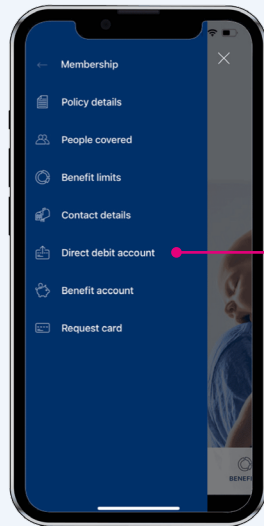 Membership
Policy details
People covered
Benefit limits
Contact details
Direct debit account
Benefit account
Request card